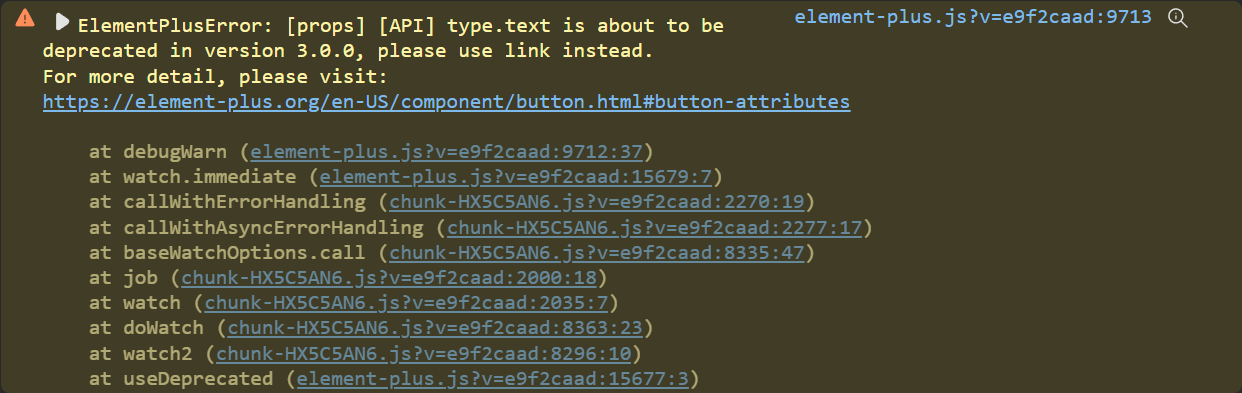 ElementPlusError: [props] [API] type.text is about to be element-plus.js?v=e9f2caad:9713
deprecated in version 3.0.0, please use link instead.
For more detail, please visit:
https://element-plus.org/en-US/component/button.html#button-attributes
at debugWarn (element-plus.js?v=e9f2caad:9712:37)
at watch.immediate (element-plus.js?v=e9f2caad:15679:7)
at callWithErrorHandling (chunk-HX5C5AN6.js?v=e9f2caad:2270:19)
at callWithAsyncErrorHandling (chunk-HX5C5AN6.js?v=e9f2caad:2277:17)
at baseWatchOptions.call (chunk-HX5C5AN6.js?v=e9f2caad:8335:47)
at job (chunk-HX5C5AN6.js?v=e9f2caad:2000:18)
at watch (chunk-HX5C5AN6.js?v=e9f2caad:2035:7)
at doWatch (chunk-HX5C5AN6.js?v=e9f2caad:8363:23)
at watch2 (chunk-HX5C5AN6.js?v=e9f2caad:8296:10)
at useDeprecated (element-plus.js?v=e9f2caad:15677:3)